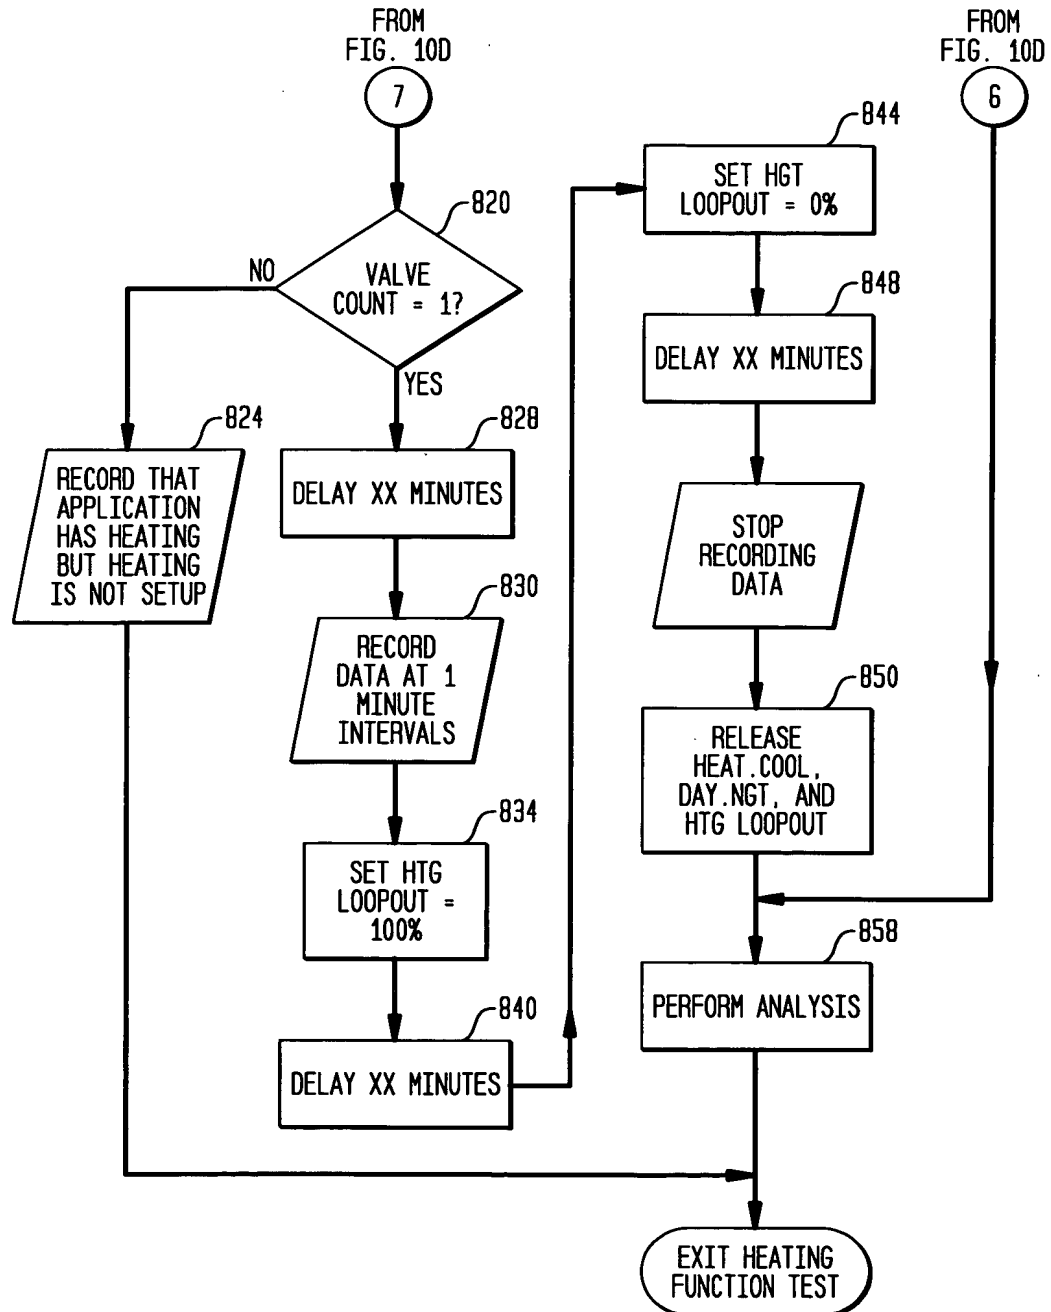 FROM
FIG. 10D
7
820
NO
VALVE
COUNT = 1?
YES
824
RECORD THAT
APPLICATION
HAS HEATING
BUT HEATING
IS NOT SETUP
828
DELAY XX MINUTES
830
RECORD
DATA AT 1
MINUTE
INTERVALS
834
SET HTG
LOOPOUT =
100%
840
DELAY XX MINUTES
844
SET HGT
LOOPOUT = 0%
848
DELAY XX MINUTES
STOP
RECORDING
DATA
850
RELEASE
HEAT.COOL,
DAY.NGT, AND
HTG LOOPOUT
FROM
FIG. 10D
6
858
PERFORM ANALYSIS
EXIT HEATING
FUNCTION TEST